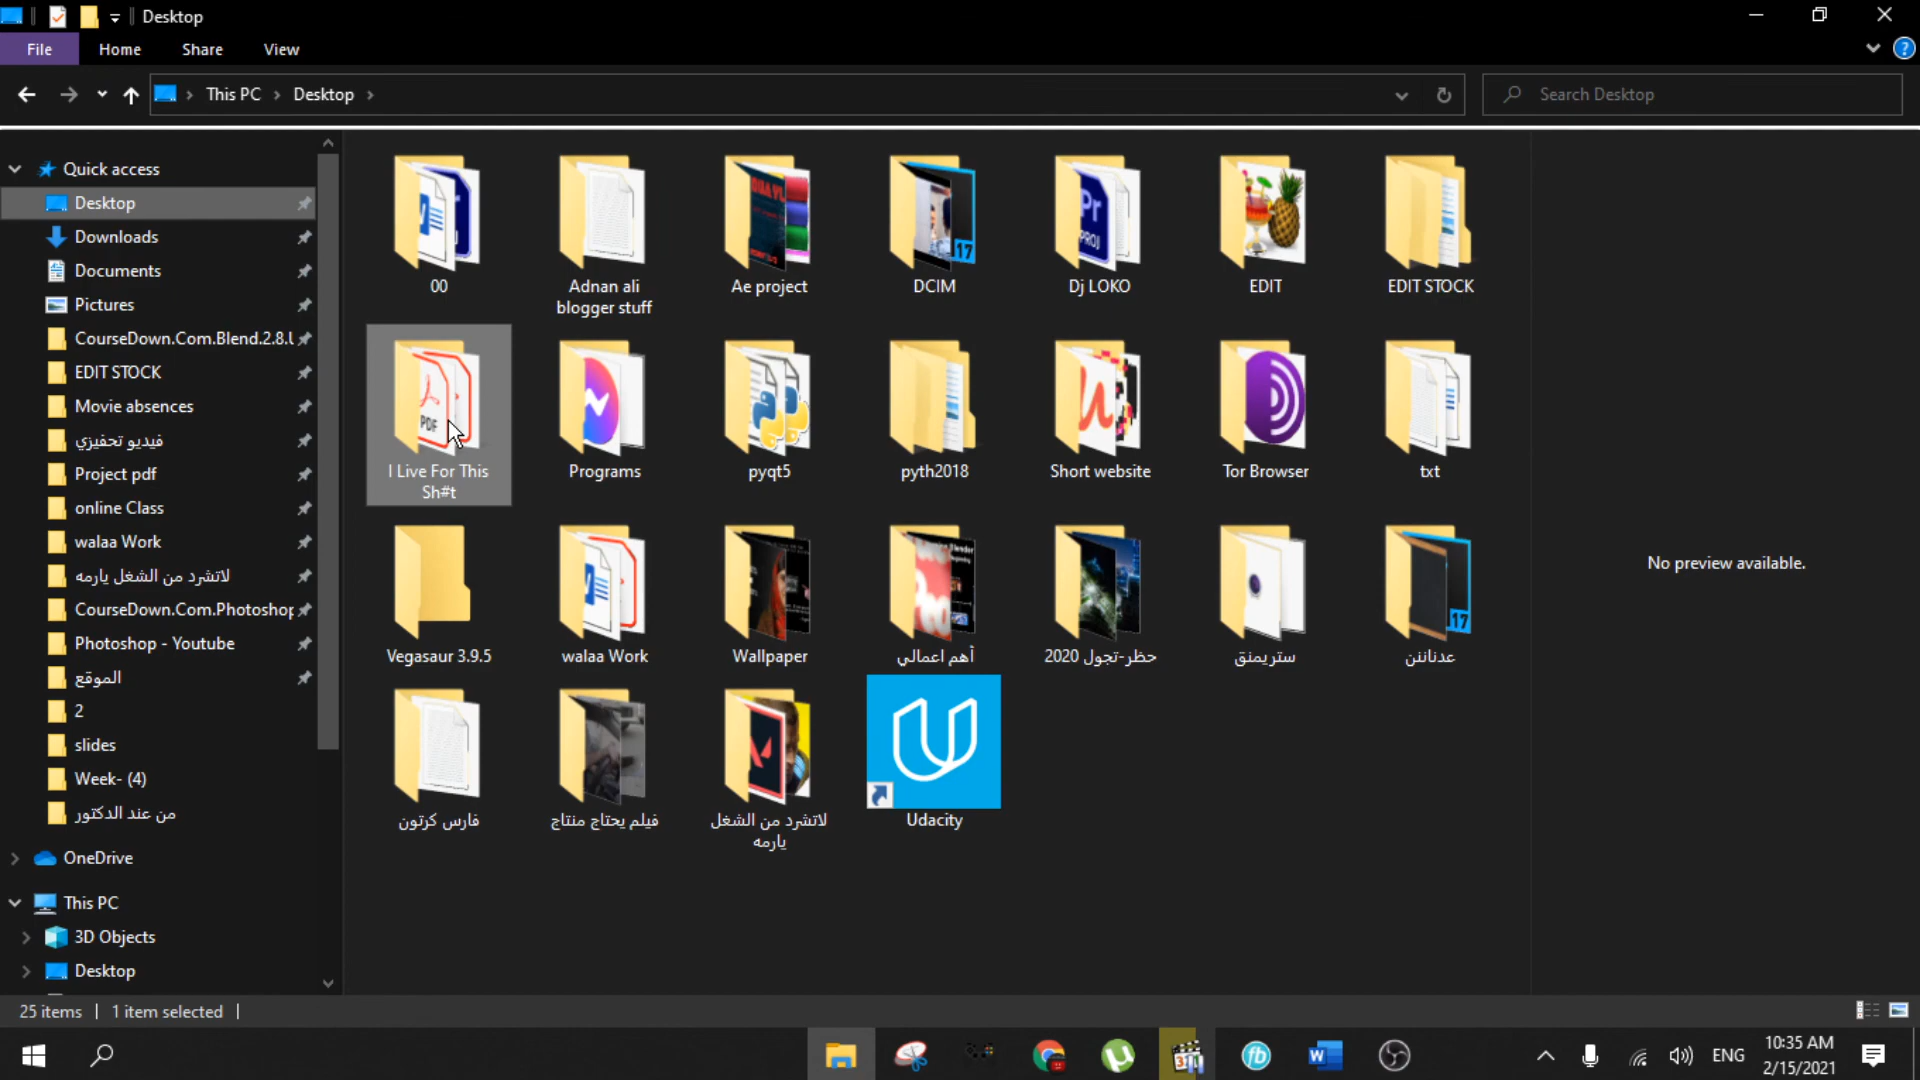 Desktop
File Home Share View
This PC Desktop
Search Desktop
Quick access
Desktop
Downloads
Documents
Pictures
CourseDown.Com.Blend.2.8.
EDIT STOCK
Movie absences
فيديو تحفيزي
Project pdf
online Class
walaa Work
لاتشرد من الشغل يارمه
CourseDown.Com.Photoshop
Photoshop - Youtube
الموقع
2
slides
Week- (4)
من عند الدكتور
OneDrive
This PC
3D Objects
Desktop
00
Adnan ali
blogger stuff
Ae project
DCIM
Dj LOKO
EDIT
EDIT STOCK
I Live For This
Sh#t
Programs
pyqt5
pyth2018
Short website
Tor Browser
txt
Vegasaur 3.9.5
walaa Work
Wallpaper
أهم اعمالي
حظر-تجول 2020
ستريمنق
عدناننن
فارس كرتون
فيلم يحتاج منتاج
لاتشرد من الشغل
يارمه
Udacity
PDF
Pr
PROJ
17
17
No preview available.
25 items 1 item selected
ENG
10:35 AM
2/15/2021